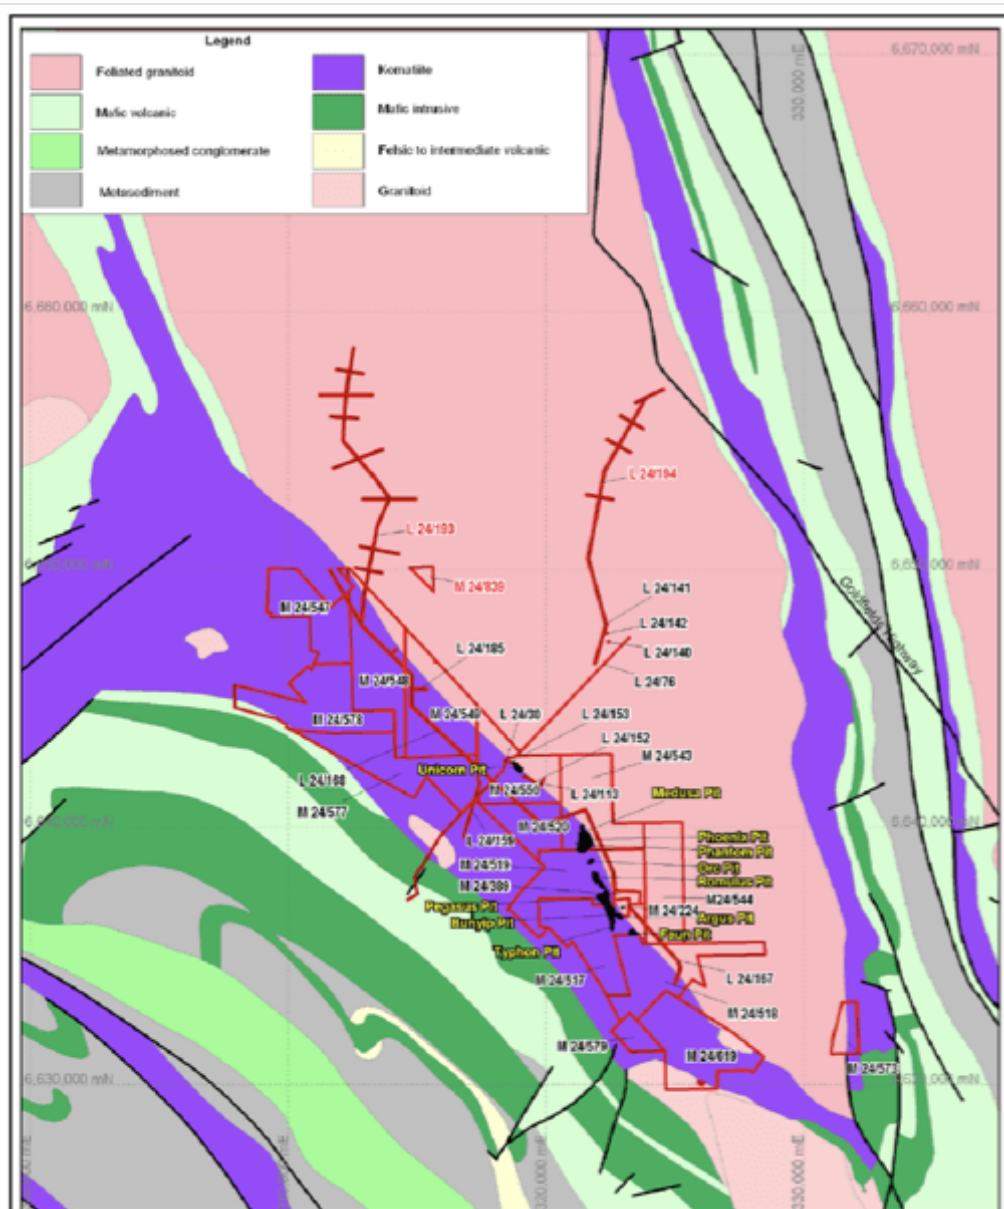 Legend
Foliated granitoid
Komatiite
Mafic volcanic
Mafic intrusive
Metamorphosed conglomerate
Felsic to intermediate volcanic
Metasediment
Granitoid
6,670,000 mN
330,000 mE
6,660,000 mN
6,660,000 mN
L 24/194
L 24/193
M 24/839
Goldfields Highway
M 24/547
L 24/141
L 24/142
L 24/140
L 24/185
L 24/76
M 24/548
M 24/549
L 24/30
L 24/153
M 24/578
L 24/152
M 24/543
Unicorn Pit
L 24/188
M 24/550
L 24/113
Medusa Pit
M 24/577
M 24/520
6,640,000 mN
Phoenix Pit
L 24/159
Phantom Pit
M 24/519
Orc Pit
M 24/389
Romulus Pit
M24/544
Pegasus Pit
M 24/224
Argus Pit
Bunyip Pit
Faun Pit
Typhon Pit
M 24/517
L 24/167
M 24/518
M 24/579
M 24/619
M 24/573
6,630,000 mN
330,000 mE